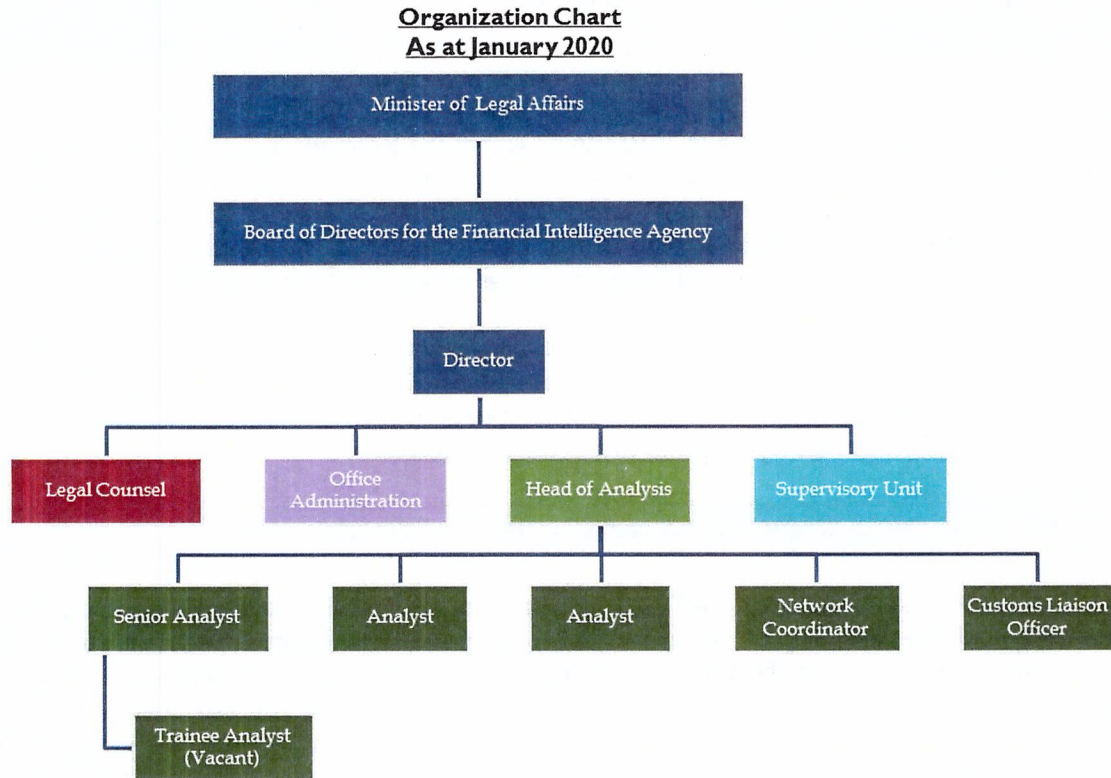 Organization Chart
As at January 2020
Minister of Legal Affairs
Board of Directors for the Financial Intelligence Agency
Director
Legal Counsel
Office
Administration
Head of Analysis
Supervisory Unit
Senior Analyst
Analyst
Analyst
Network
Coordinator
Customs Liaison
Officer
Trainee Analyst
(Vacant)